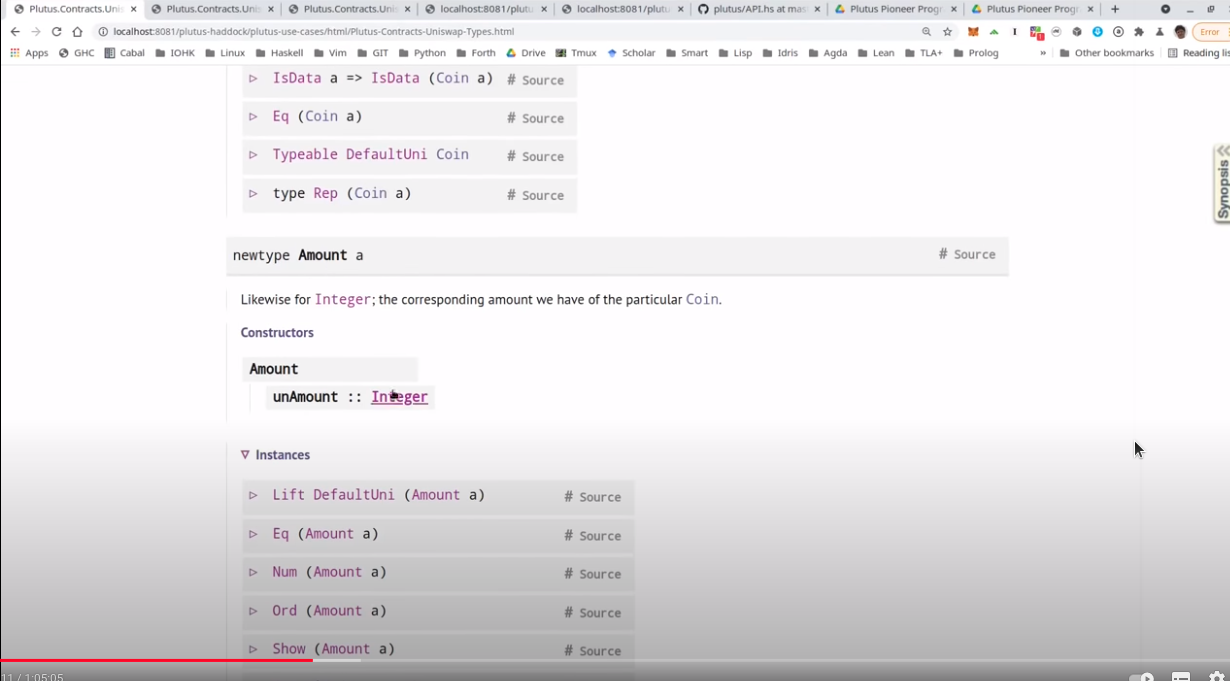 Plutus.Contracts.Unis × Plutus.Contracts.Unis × Plutus.Contracts.Unis × localhost:8081/plutu × localhost:8081/plutu × plutus/API.hs at mas × Plutus Pioneer Progr × Plutus Pioneer Progr × +
localhost:8081/plutus-haddock/plutus-use-cases/html/Plutus-Contracts-Uniswap-Types.html Error
Apps GHC Cabal IOHK Linux Haskell Vim GIT Python Forth Drive Tmux Scholar Smart Lisp Idris Agda Lean TLA+ Prolog » Other bookmarks Reading lis
▷ IsData a => IsData (Coin a) # Source
▷ Eq (Coin a) # Source
▷ Typeable DefaultUni Coin # Source
▷ type Rep (Coin a) # Source
Synopsis
newtype Amount a # Source
Likewise for Integer; the corresponding amount we have of the particular Coin.
Constructors
Amount
unAmount :: Integer
▽ Instances
▷ Lift DefaultUni (Amount a) # Source
▷ Eq (Amount a) # Source
▷ Num (Amount a) # Source
▷ Ord (Amount a) # Source
▷ Show (Amount a) # Source
11 / 1:05:05